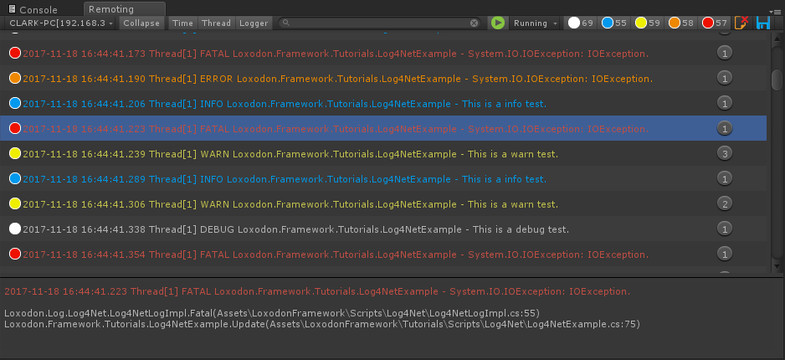 Console Remoting
CLARK-PC[192.168.3 Collapse Time Thread Logger Running 69 55 59 58 57
2017-11-18 16:44:41.173 Thread[1] FATAL Loxodon.Framework.Tutorials.Log4NetExample - System.IO.IOException: IOException. 1
2017-11-18 16:44:41.190 Thread[1] ERROR Loxodon.Framework.Tutorials.Log4NetExample - System.IO.IOException: IOException. 1
2017-11-18 16:44:41.206 Thread[1] INFO Loxodon.Framework.Tutorials.Log4NetExample - This is a info test. 1
2017-11-18 16:44:41.223 Thread[1] FATAL Loxodon.Framework.Tutorials.Log4NetExample - System.IO.IOException: IOException. 1
2017-11-18 16:44:41.239 Thread[1] WARN Loxodon.Framework.Tutorials.Log4NetExample - This is a warn test. 3
2017-11-18 16:44:41.289 Thread[1] INFO Loxodon.Framework.Tutorials.Log4NetExample - This is a info test. 1
2017-11-18 16:44:41.306 Thread[1] WARN Loxodon.Framework.Tutorials.Log4NetExample - This is a warn test. 2
2017-11-18 16:44:41.338 Thread[1] DEBUG Loxodon.Framework.Tutorials.Log4NetExample - This is a debug test. 1
2017-11-18 16:44:41.354 Thread[1] FATAL Loxodon.Framework.Tutorials.Log4NetExample - System.IO.IOException: IOException. 1
2017-11-18 16:44:41.223 Thread[1] FATAL Loxodon.Framework.Tutorials.Log4NetExample - System.IO.IOException: IOException.
Loxodon.Log.Log4Net.Log4NetLogImpl.Fatal(Assets\LoxodonFramework\Scripts\Log4Net\Log4NetLogImpl.cs:55)
Loxodon.Framework.Tutorials.Log4NetExample.Update(Assets\LoxodonFramework\Tutorials\Scripts\Log4Net\Log4NetExample.cs:75)